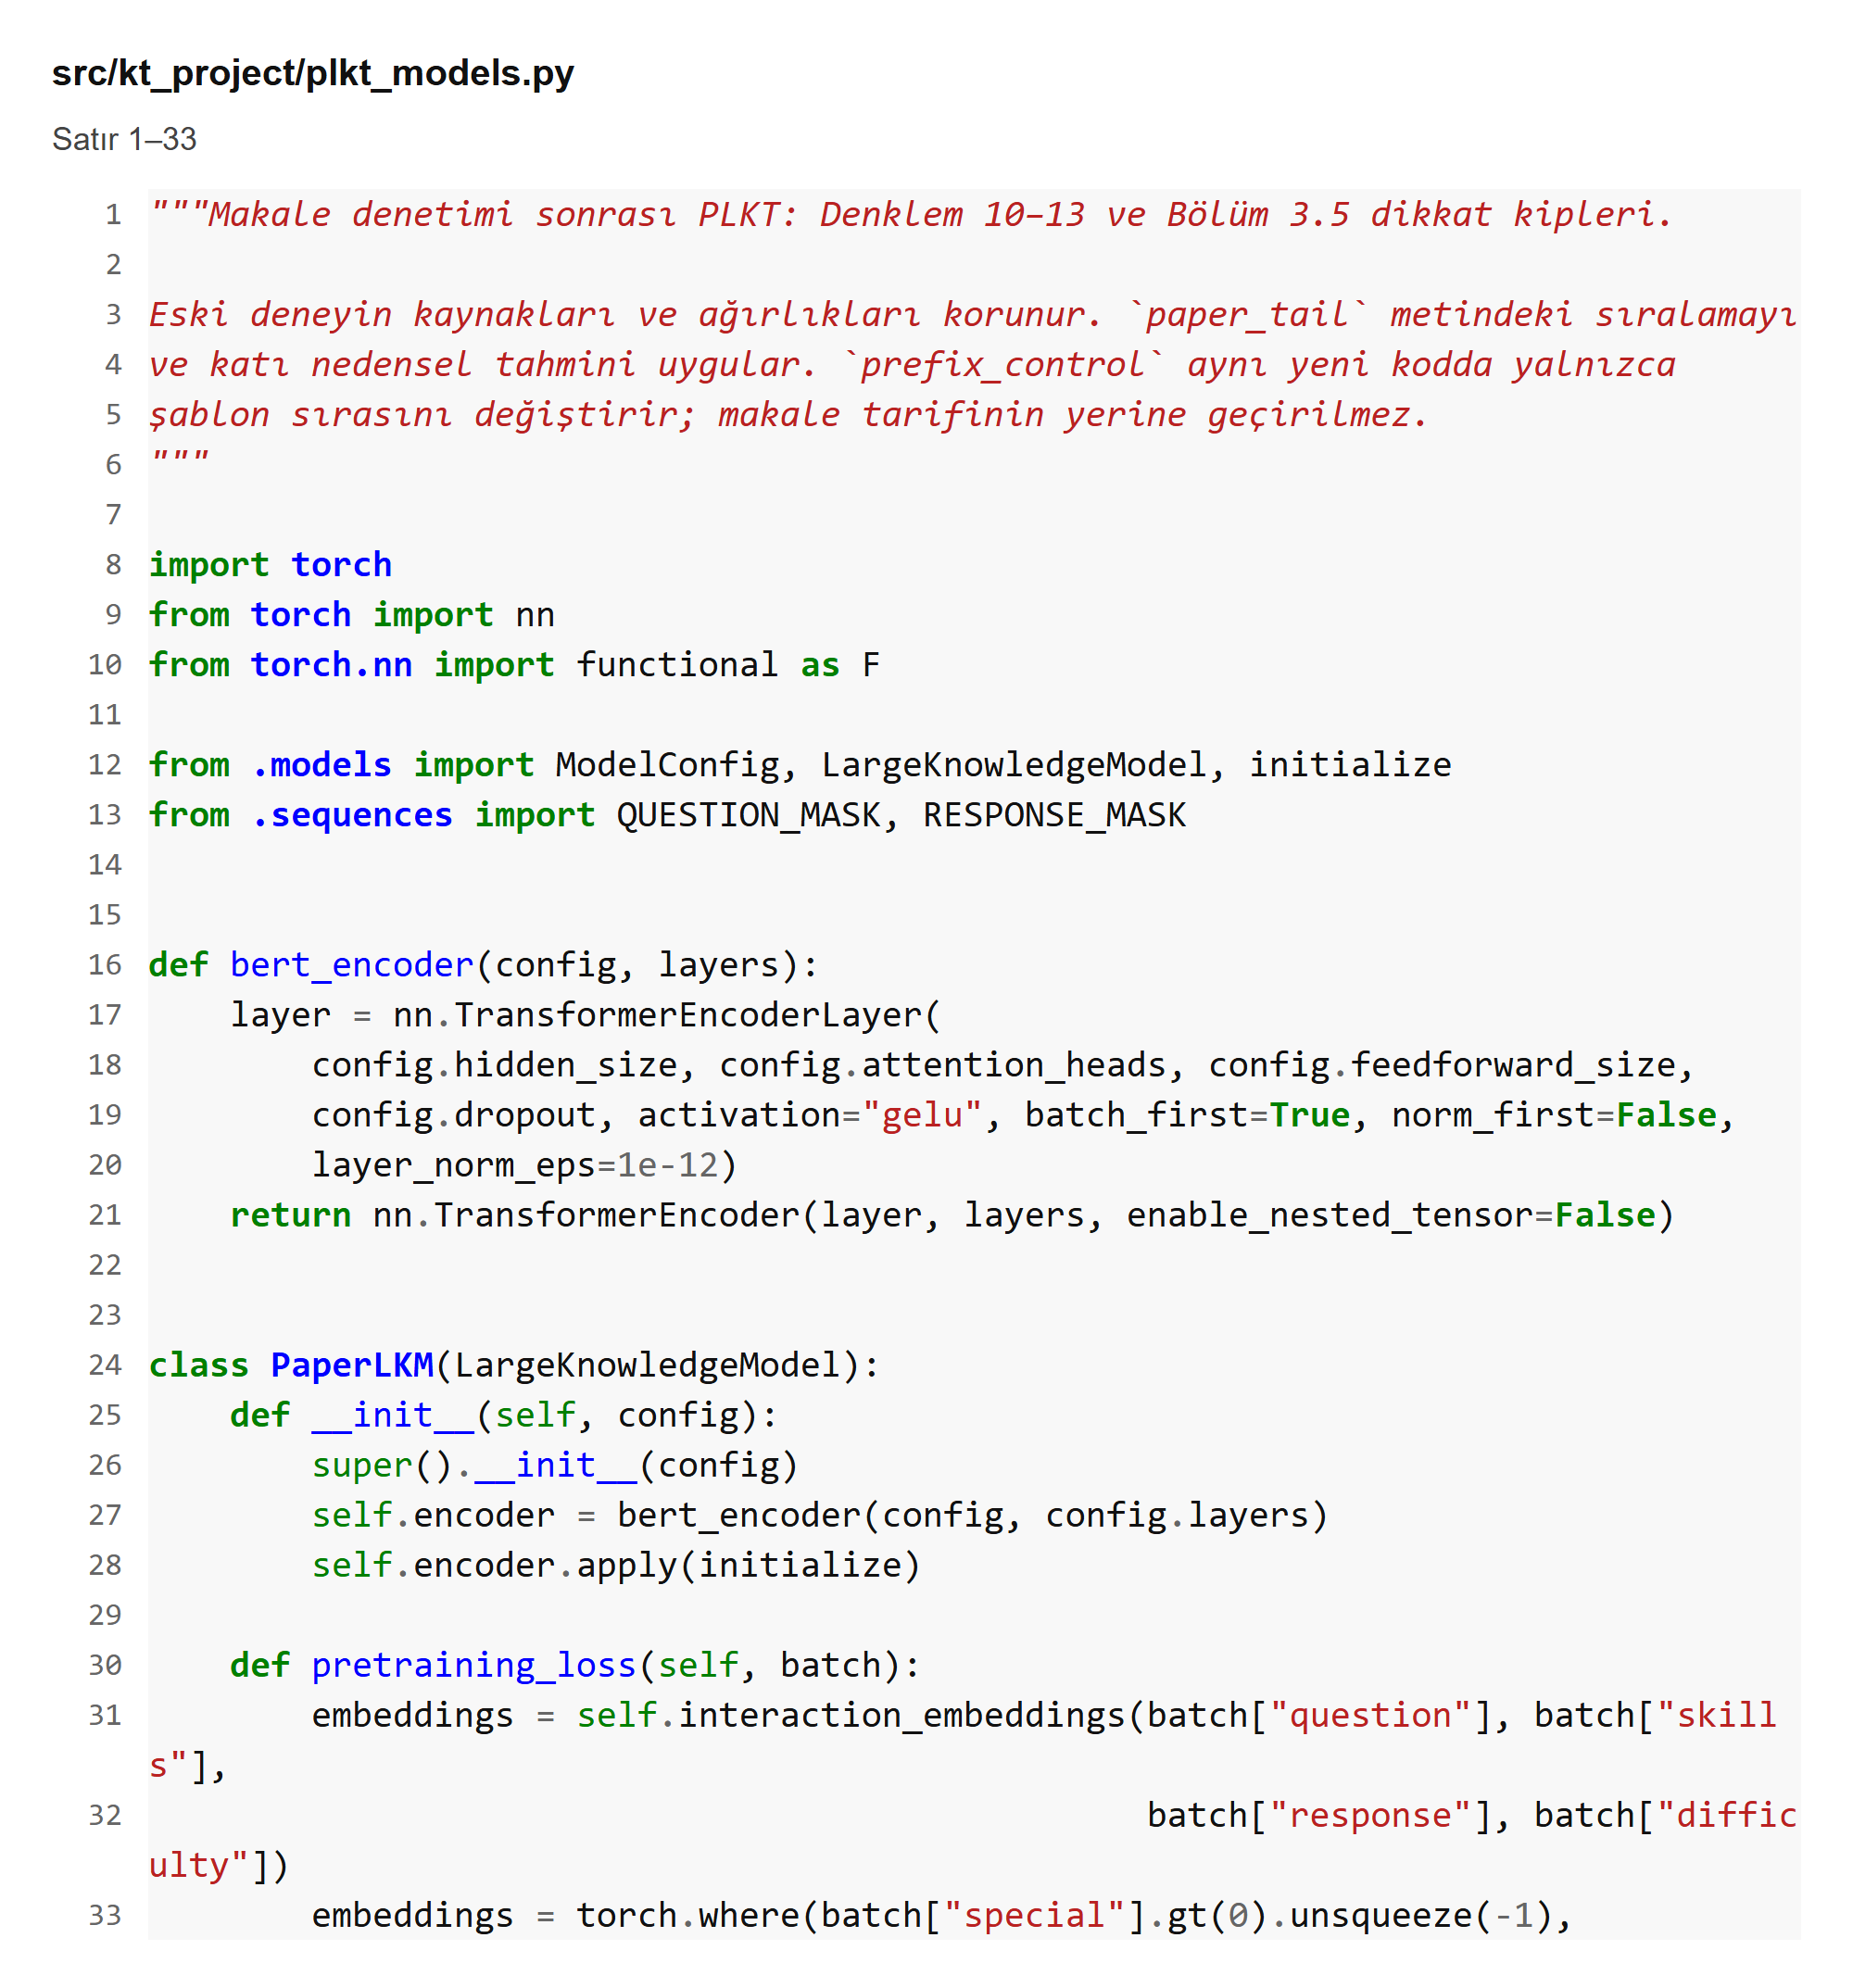 src/kt_project/plkt_models.py
Satır 1–33
1 """Makale denetimi sonrası PLKT: Denklem 10–13 ve Bölüm 3.5 dikkat kipleri.
2
3 Eski deneyin kaynakları ve ağırlıkları korunur. `paper_tail` metindeki sıralamayı
4 ve katı nedensel tahmini uygular. `prefix_control` aynı yeni kodda yalnızca
5 şablon sırasını değiştirir; makale tarifinin yerine geçirilmez.
6 """
7
8 import torch
9 from torch import nn
10 from torch.nn import functional as F
11
12 from .models import ModelConfig, LargeKnowledgeModel, initialize
13 from .sequences import QUESTION_MASK, RESPONSE_MASK
14
15
16 def bert_encoder(config, layers):
17     layer = nn.TransformerEncoderLayer(
18         config.hidden_size, config.attention_heads, config.feedforward_size,
19         config.dropout, activation="gelu", batch_first=True, norm_first=False,
20         layer_norm_eps=1e-12)
21     return nn.TransformerEncoder(layer, layers, enable_nested_tensor=False)
22
23
24 class PaperLKM(LargeKnowledgeModel):
25     def __init__(self, config):
26         super().__init__(config)
27         self.encoder = bert_encoder(config, config.layers)
28         self.encoder.apply(initialize)
29
30     def pretraining_loss(self, batch):
31         embeddings = self.interaction_embeddings(batch["question"], batch["skill
s"],
32                                                  batch["response"], batch["diffic
ulty"])
33         embeddings = torch.where(batch["special"].gt(0).unsqueeze(-1),